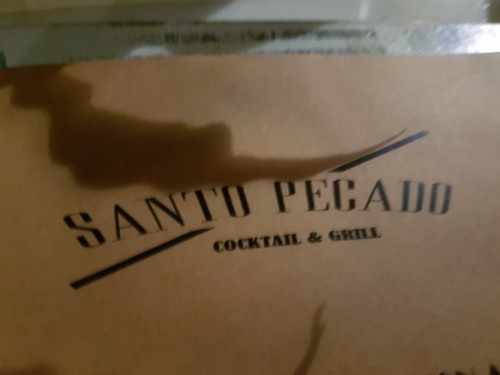 SANTO PECADO
COCKTAIL & GRILL